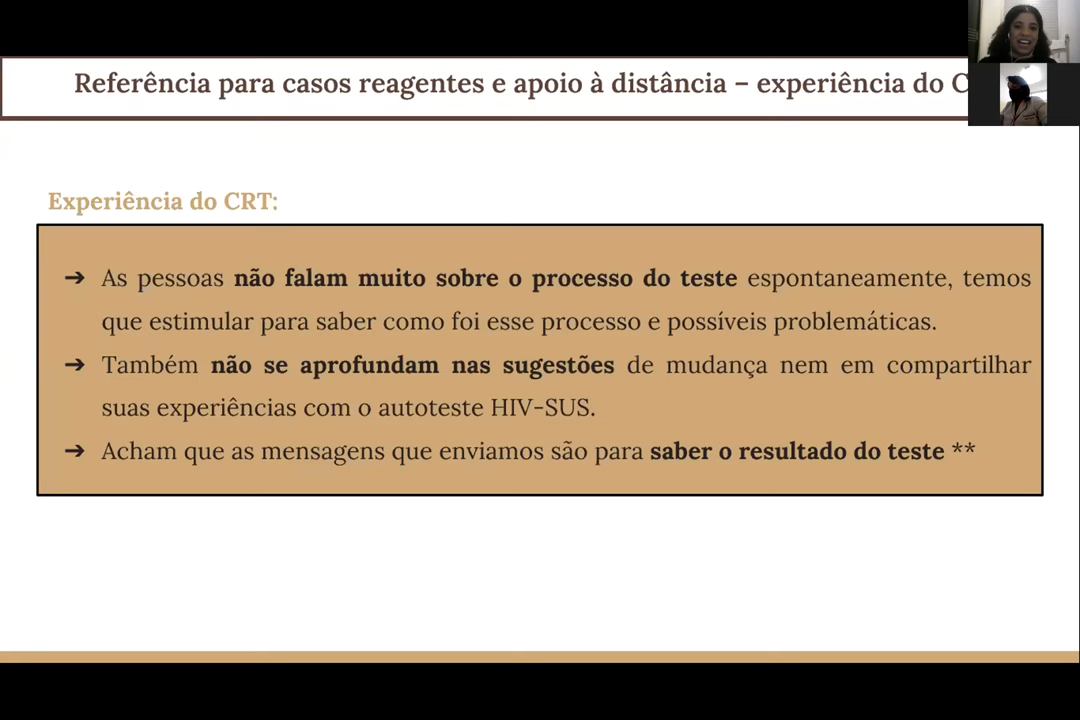 Referência para casos reagentes e apoio à distância – experiência do C
Experiência do CRT:
➔ As pessoas não falam muito sobre o processo do teste espontaneamente, temos
que estimular para saber como foi esse processo e possíveis problemáticas.
➔ Também não se aprofundam nas sugestões de mudança nem em compartilhar
suas experiências com o autoteste HIV-SUS.
➔ Acham que as mensagens que enviamos são para saber o resultado do teste **